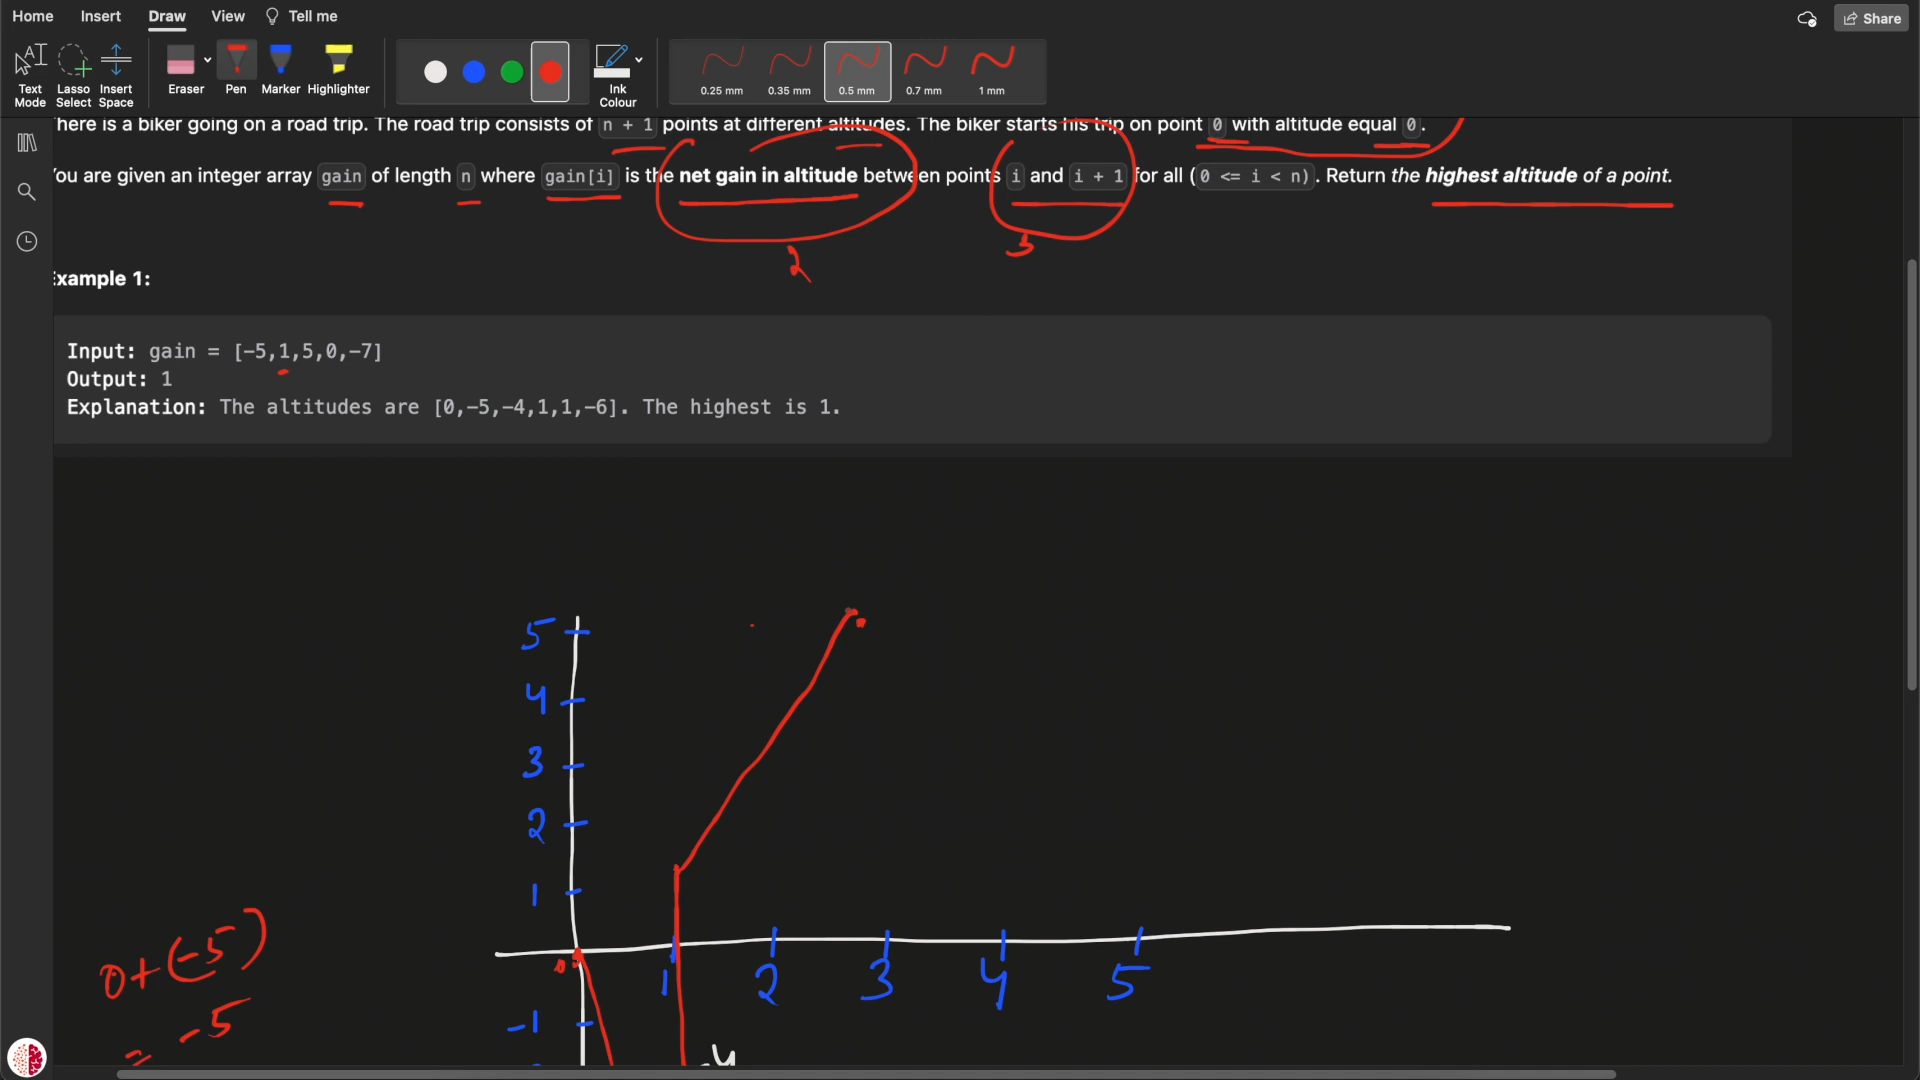 Home Insert Draw View Tell me Share
Text Mode Lasso Select Insert Space Eraser Pen Marker Highlighter Ink Colour 0.25 mm 0.35 mm 0.5 mm 0.7 mm 1 mm
here is a biker going on a road trip. The road trip consists of n + 1 points at different altitudes. The biker starts his trip on point 0 with altitude equal 0.
You are given an integer array gain of length n where gain[i] is the net gain in altitude between points i and i + 1 for all (0 <= i < n). Return the highest altitude of a point.
2 3
xample 1:
Input: gain = [-5,1,5,0,-7]
Output: 1
Explanation: The altitudes are [0,-5,-4,1,1,-6]. The highest is 1.
5
4
3
2
1
0+(-5)
0 1 2 3 4 5
= -5
-1
-4